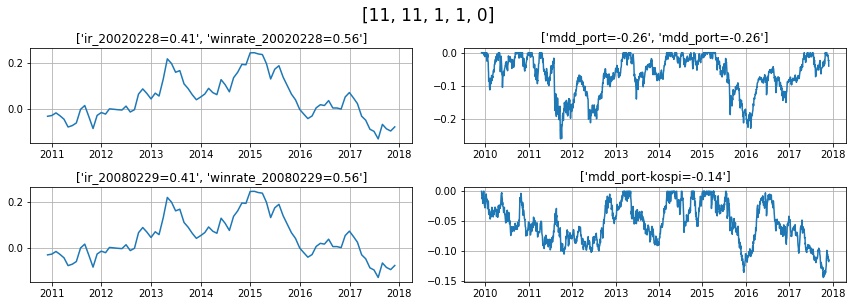 [11, 11, 1, 1, 0]
['ir_20020228=0.41', 'winrate_20020228=0.56']
0.2
0.0
2011 2012 2013 2014 2015 2016 2017 2018
['mdd_port=-0.26', 'mdd_port=-0.26']
0.0
−0.1
−0.2
2010 2011 2012 2013 2014 2015 2016 2017 2018
['ir_20080229=0.41', 'winrate_20080229=0.56']
0.2
0.0
2011 2012 2013 2014 2015 2016 2017 2018
['mdd_port-kospi=-0.14']
0.00
−0.05
−0.10
−0.15
2010 2011 2012 2013 2014 2015 2016 2017 2018